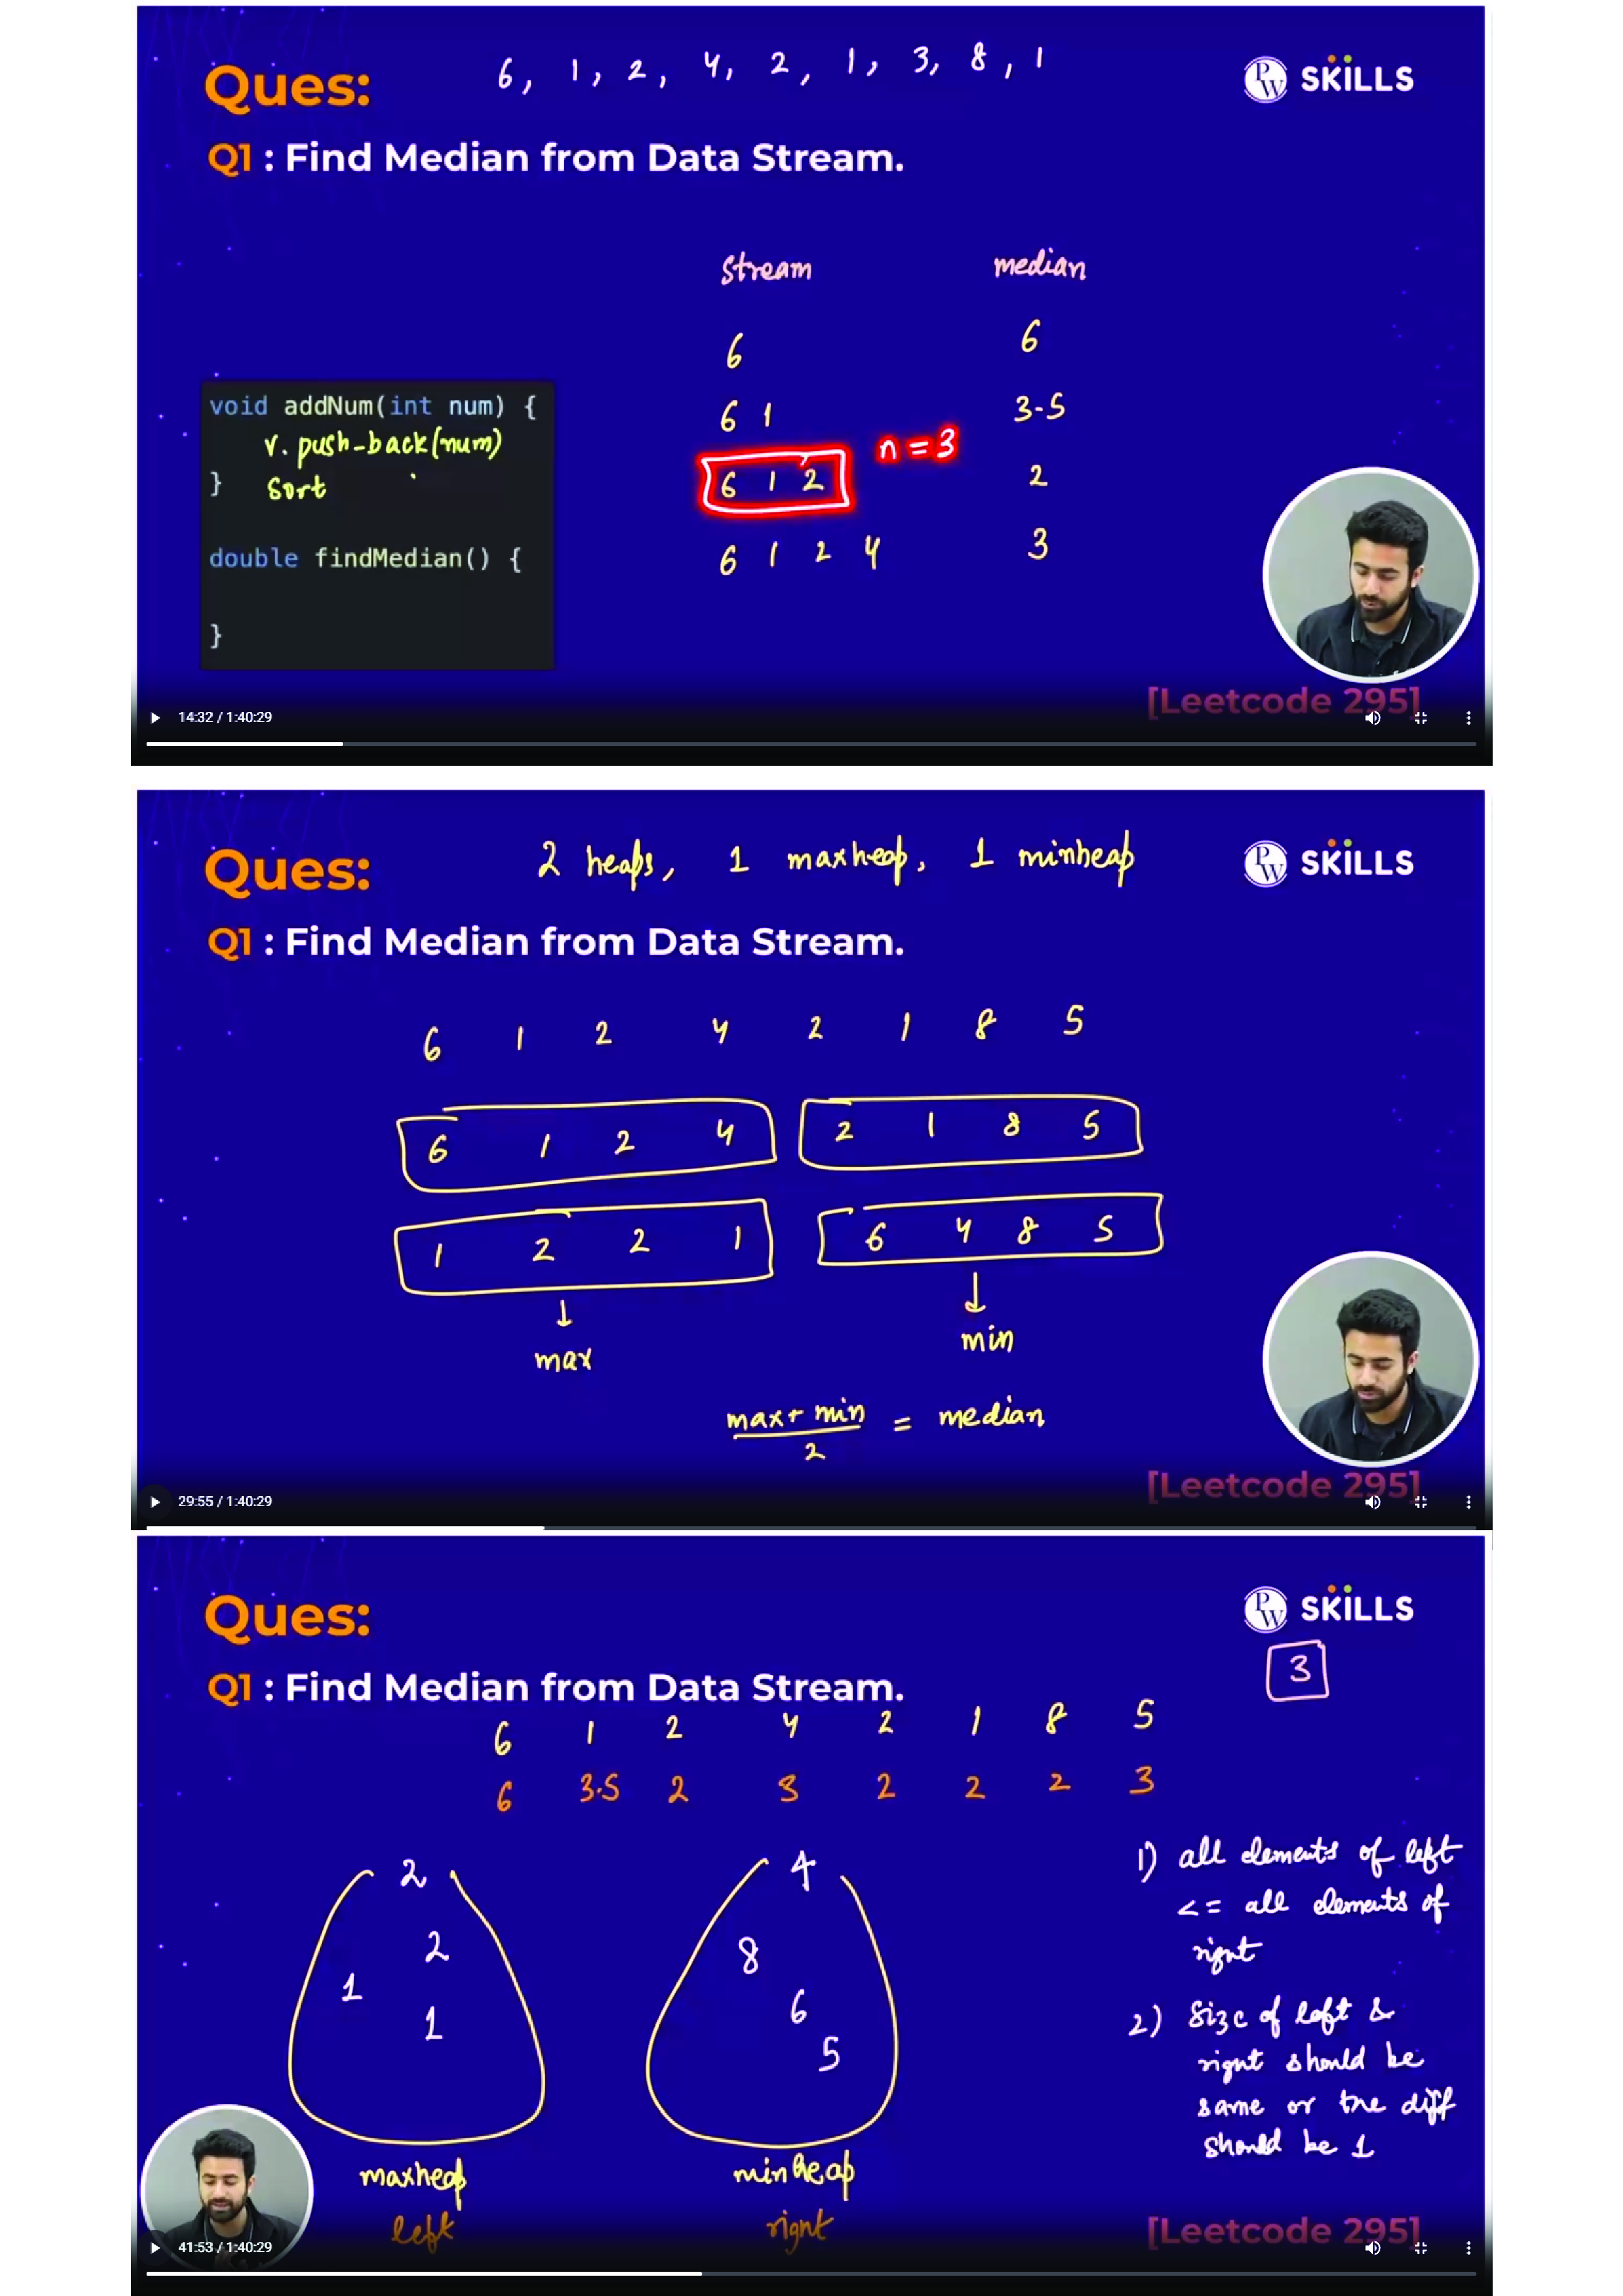 6, 1, 2, 4, 2, 1, 3, 8, 1
Ques:
PW SKILLS
Q1 : Find Median from Data Stream.
stream median
6 6
6 1 3.5
6 1 2 n = 3 2
6 1 2 4 3
void addNum(int num) {
v. push-back(num)
} sort
double findMedian() {
}
[Leetcode 295]
14:32 / 1:40:29
2 heaps, 1 maxheap, 1 minheap
Ques:
PW SKILLS
Q1 : Find Median from Data Stream.
6 1 2 4 2 1 8 5
6 1 2 4 2 1 8 5
1 2 2 1 6 4 8 5
max min
max + min
2
= median
[Leetcode 295]
29:55 / 1:40:29
Ques:
PW SKILLS
3
Q1 : Find Median from Data Stream.
6 1 2 4 2 1 8 5
6 3.5 2 3 2 2 2 3
2
2
1
1
4
8
6
5
1) all elements of left
<= all elements of
right
2) Size of left &
right should be
same or the diff
should be 1
maxheap minheap
left right
[Leetcode 295]
41:53 / 1:40:29